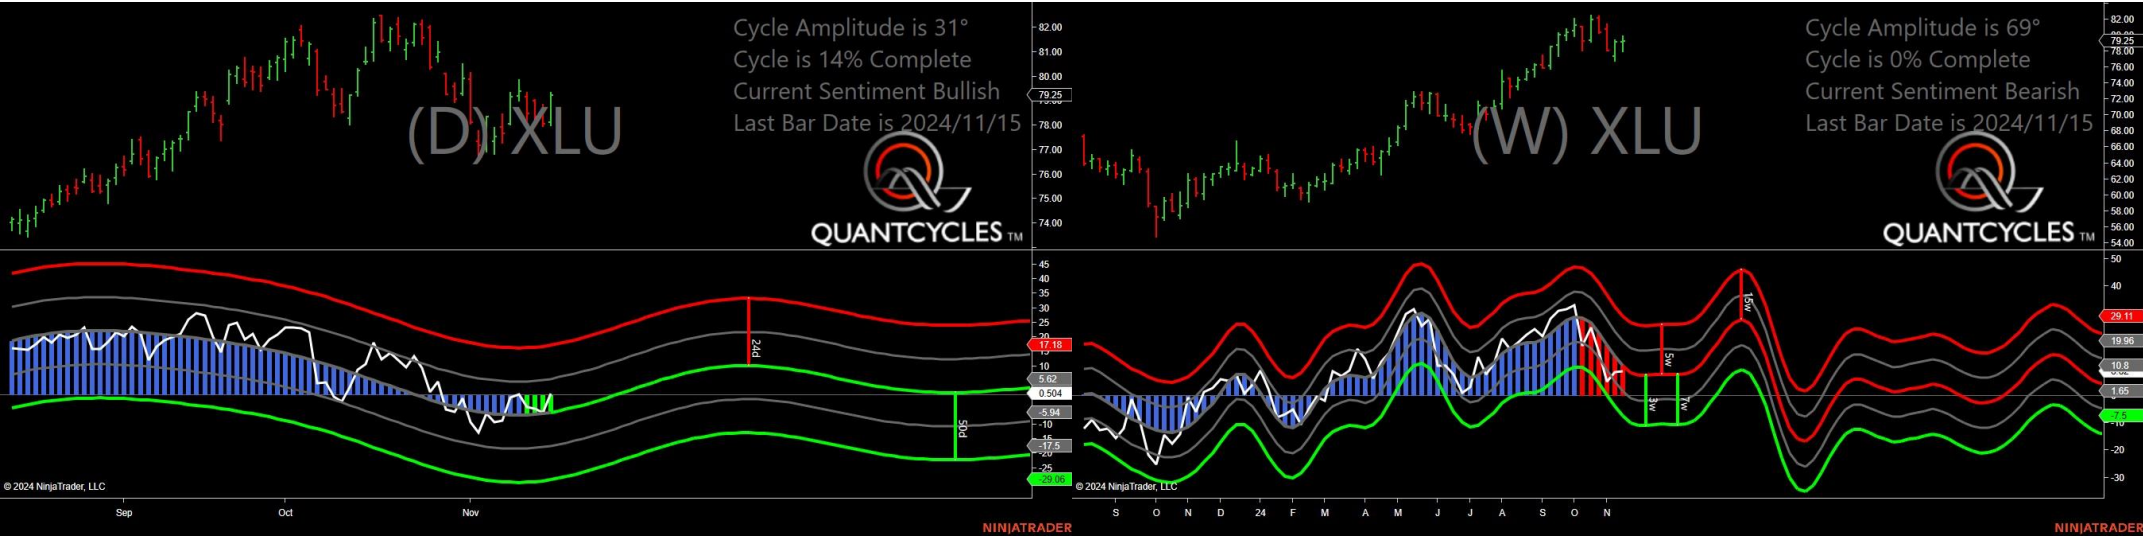 Cycle Amplitude is 31°
Cycle is 14% Complete
Current Sentiment Bullish
Last Bar Date is 2024/11/15
(D) XLU
QUANTCYCLES TM
82.00
81.00
80.00
79.25
78.00
77.00
76.00
75.00
74.00
45
40
35
30
25
20
17.18
15
10
5.62
0.504
-5.94
-10
-15
-17.5
-20
-25
-29.06
24d
50d
© 2024 NinjaTrader, LLC
Sep Oct Nov
NINJATRADER
Cycle Amplitude is 69°
Cycle is 0% Complete
Current Sentiment Bearish
Last Bar Date is 2024/11/15
(W) XLU
QUANTCYCLES TM
82.00
79.25
78.00
76.00
74.00
72.00
70.00
68.00
66.00
64.00
62.00
60.00
58.00
56.00
54.00
50
40
29.11
19.96
10.8
1.65
-7.5
-10
-20
-30
5w
15w
3w
7w
© 2024 NinjaTrader, LLC
S O N D 24 F M A M J J A S O N
NINJATRADER